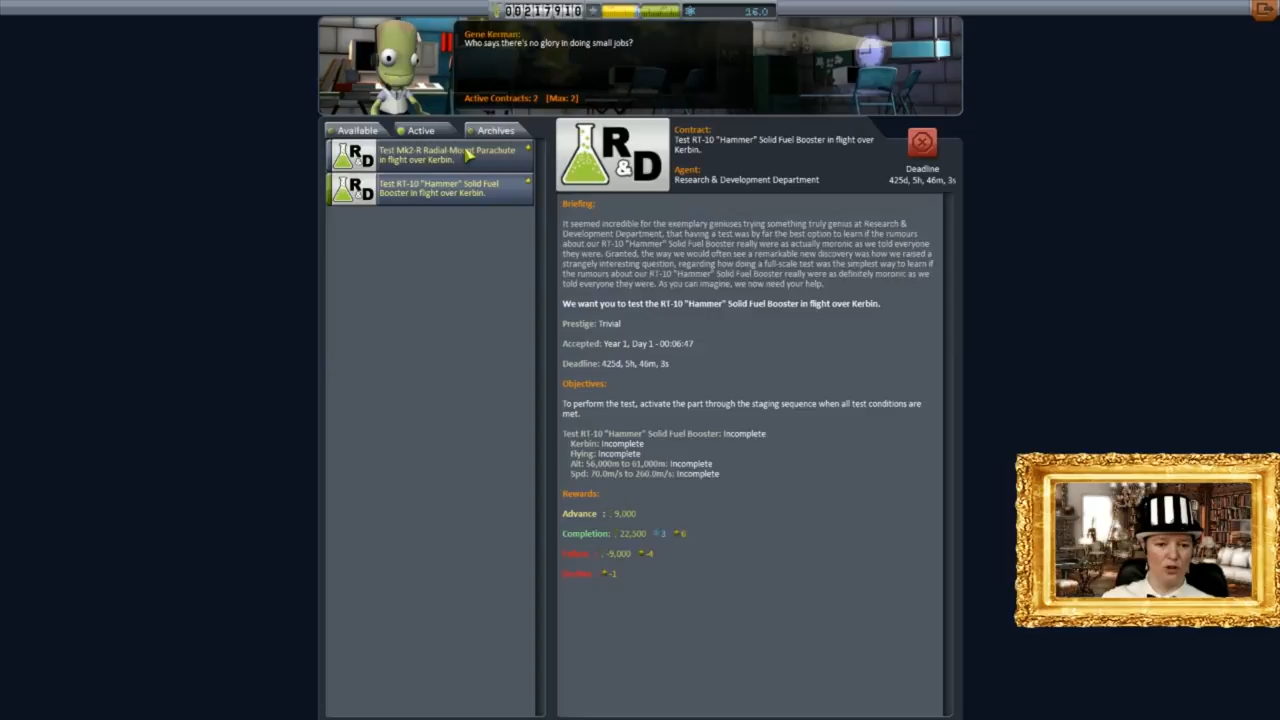 00217910
16.0
Gene Kerman:
Who says there's no glory in doing small jobs?
Active Contracts: 2 [Max: 2]
Available
Active
Archives
R&D
Test Mk2-R Radial-Mount Parachute
in flight over Kerbin.
R&D
Test RT-10 "Hammer" Solid Fuel
Booster in flight over Kerbin.
R&D
Contract:
Test RT-10 "Hammer" Solid Fuel Booster in flight over
Kerbin.
Agent:
Research & Development Department
Deadline
425d, 5h, 46m, 3s
Briefing:
It seemed incredible for the exemplary geniuses trying something truly genius at Research &
Development Department, that having a test was by far the best option to learn if the rumours
about our RT-10 "Hammer" Solid Fuel Booster really were as actually moronic as we told everyone
they were. Granted, the way we would often see a remarkable new discovery was how we raised a
strangely interesting question, regarding how doing a full-scale test was the simplest way to learn if
the rumours about our RT-10 "Hammer" Solid Fuel Booster really were as definitely moronic as we
told everyone they were. As you can imagine, we now need your help.
We want you to test the RT-10 "Hammer" Solid Fuel Booster in flight over Kerbin.
Prestige: Trivial
Accepted: Year 1, Day 1 - 00:06:47
Deadline: 425d, 5h, 46m, 3s
Objectives:
To perform the test, activate the part through the staging sequence when all test conditions are
met.
Test RT-10 "Hammer" Solid Fuel Booster: Incomplete
Kerbin: Incomplete
Flying: Incomplete
Alt: 56,000m to 61,000m: Incomplete
Spd: 70.0m/s to 260.0m/s: Incomplete
Rewards:
Advance : 9,000
Completion: 22,500 3 6
-9,000 -4
-1